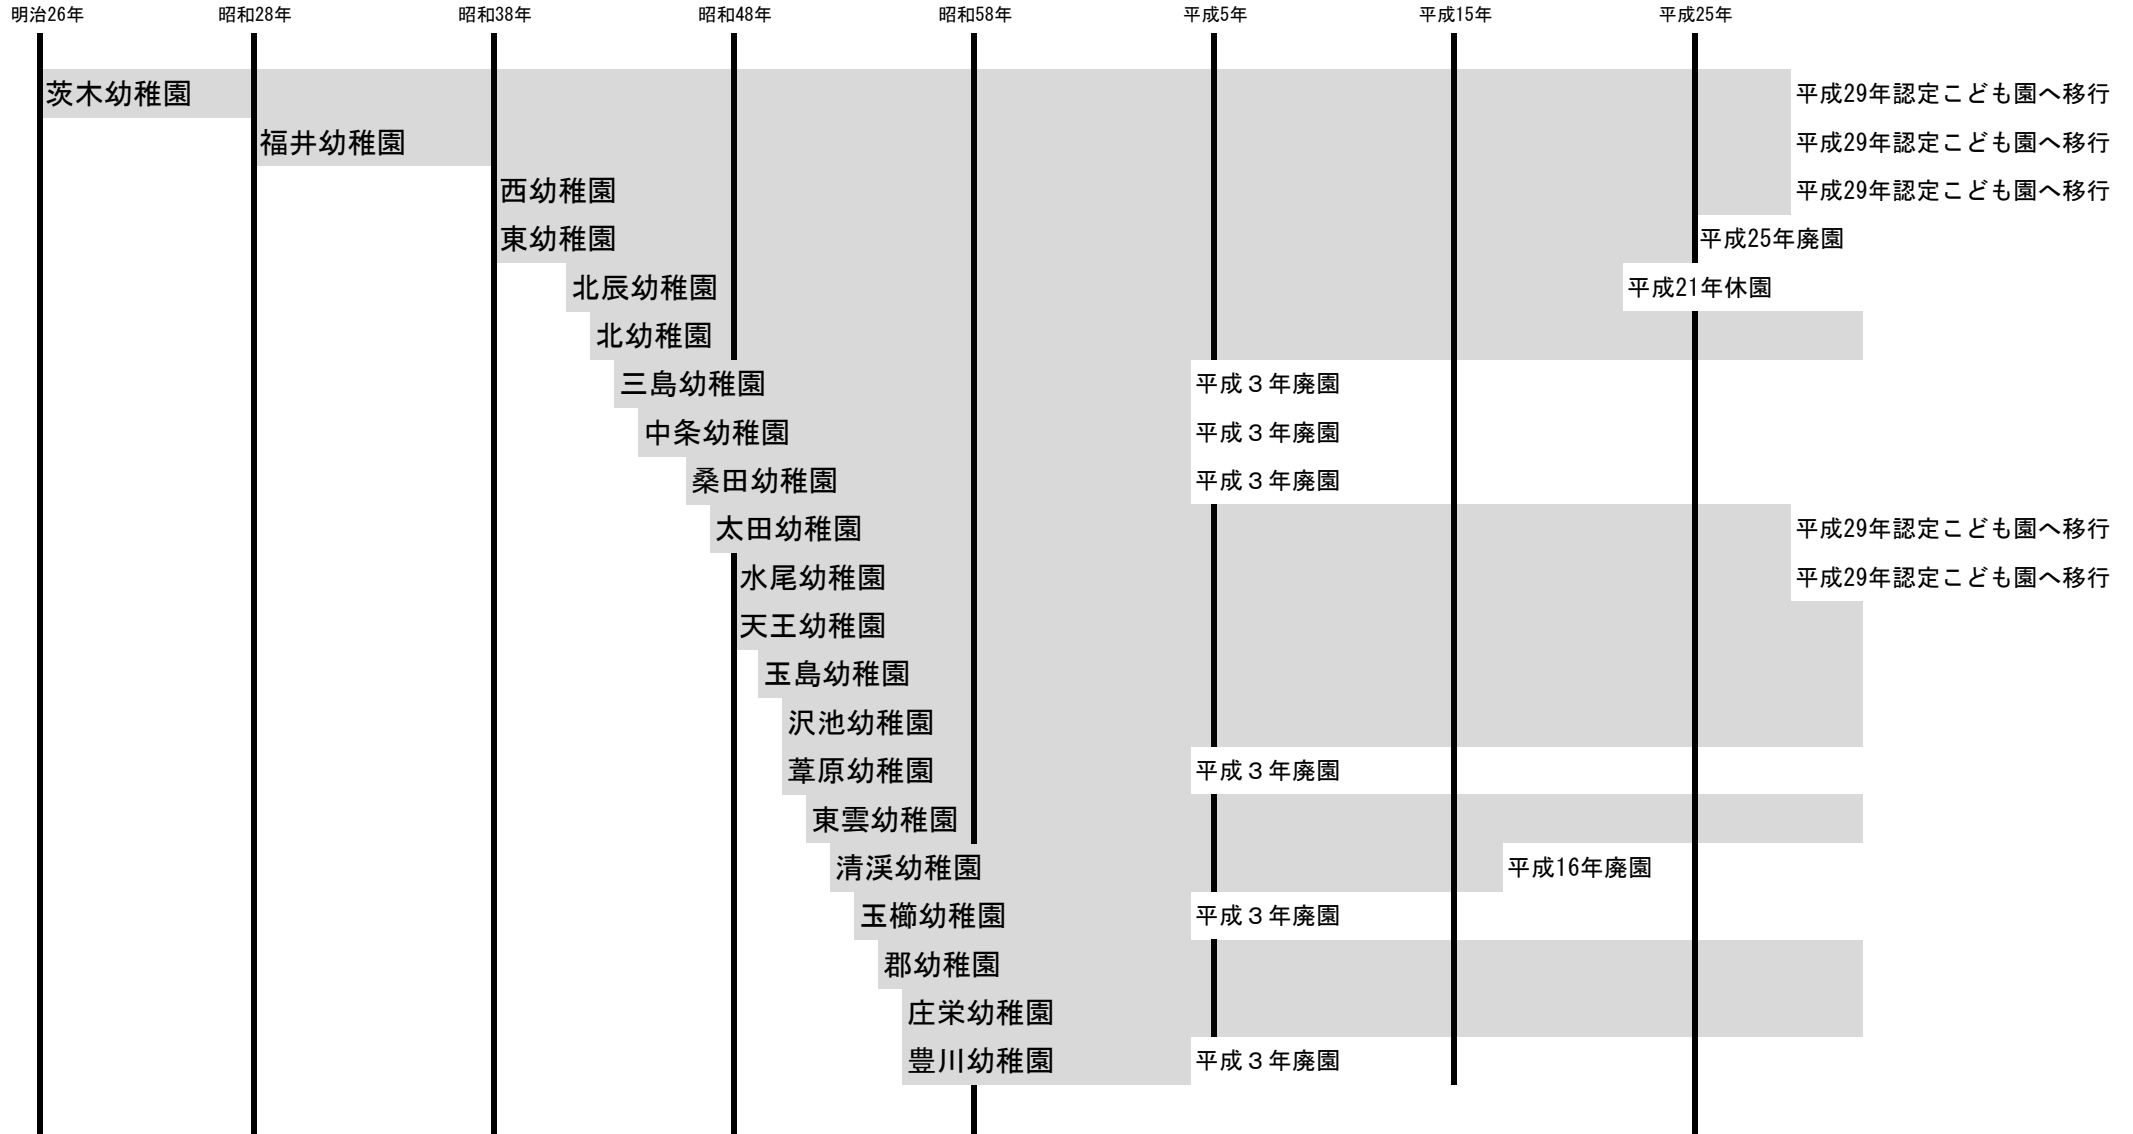 明治26年 昭和28年 昭和38年 昭和48年 昭和58年 平成5年 平成15年 平成25年
茨木幼稚園 平成29年認定こども園へ移行
福井幼稚園 平成29年認定こども園へ移行
西幼稚園 平成29年認定こども園へ移行
東幼稚園 平成25年廃園
北辰幼稚園 平成21年休園
北幼稚園
三島幼稚園 平成３年廃園
中条幼稚園 平成３年廃園
桑田幼稚園 平成３年廃園
太田幼稚園 平成29年認定こども園へ移行
水尾幼稚園 平成29年認定こども園へ移行
天王幼稚園
玉島幼稚園
沢池幼稚園
葦原幼稚園 平成３年廃園
東雲幼稚園
清渓幼稚園 平成16年廃園
玉櫛幼稚園 平成３年廃園
郡幼稚園
庄栄幼稚園
豊川幼稚園 平成３年廃園